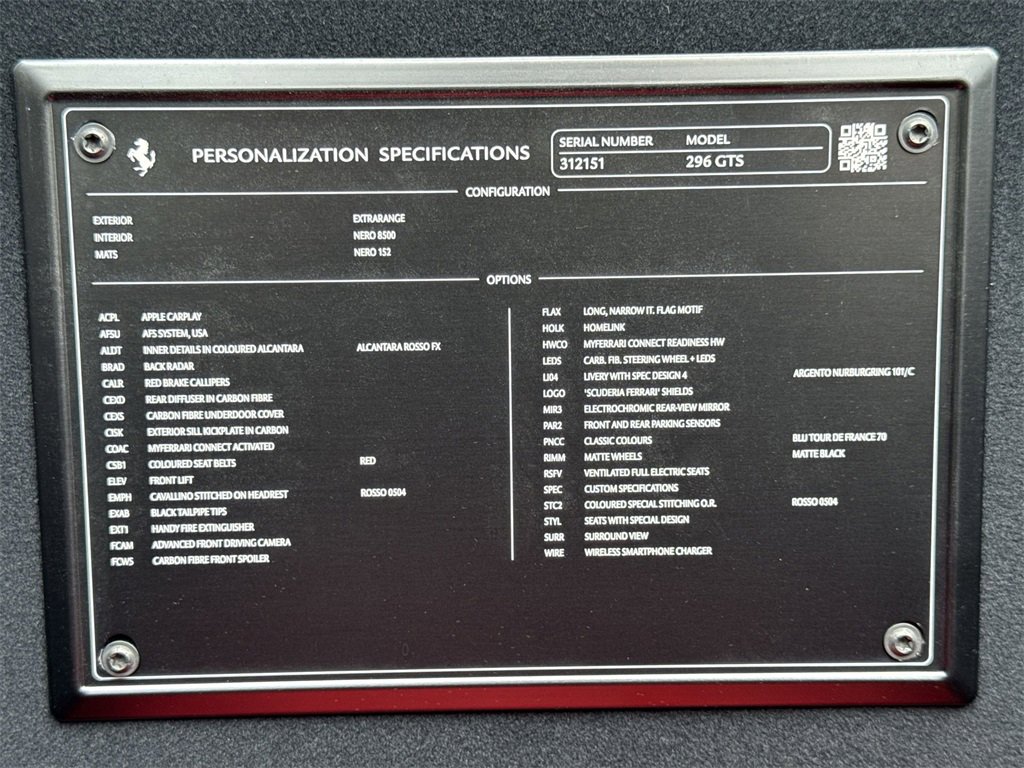 PERSONALIZATION SPECIFICATIONS
SERIAL NUMBER MODEL
312151 296 GTS
CONFIGURATION
EXTERIOR EXTRARANGE
INTERIOR NERO 8500
MATS NERO 152
OPTIONS
ACPL APPLE CARPLAY
AFSU AFS SYSTEM, USA
ALDT INNER DETAILS IN COLOURED ALCANTARA ALCANTARA ROSSO FX
BRAD BACK RADAR
CALR RED BRAKE CALLIPERS
CEXD REAR DIFFUSER IN CARBON FIBRE
CEXS CARBON FIBRE UNDERDOOR COVER
CISK EXTERIOR SILL KICKPLATE IN CARBON
COAC MYFERRARI CONNECT ACTIVATED
CSB1 COLOURED SEAT BELTS RED
ELEV FRONT LIFT
EMPH CAVALLINO STITCHED ON HEADREST ROSSO 0504
EXAB BLACK TAILPIPE TIPS
EXT1 HANDY FIRE EXTINGUISHER
FCAM ADVANCED FRONT DRIVING CAMERA
FCWS CARBON FIBRE FRONT SPOILER
FLAX LONG, NARROW IT. FLAG MOTIF
HOLK HOMELINK
HWCO MYFERRARI CONNECT READINESS HW
LEDS CARB. FIB. STEERING WHEEL + LEDS
LI04 LIVERY WITH SPEC DESIGN 4 ARGENTO NURBURGRING 101/C
LOGO 'SCUDERIA FERRARI' SHIELDS
MIR3 ELECTROCHROMIC REAR-VIEW MIRROR
PAR2 FRONT AND REAR PARKING SENSORS
PNCC CLASSIC COLOURS BLU TOUR DE FRANCE 70
RIMM MATTE WHEELS MATTE BLACK
RSFV VENTILATED FULL ELECTRIC SEATS
SPEC CUSTOM SPECIFICATIONS
STC2 COLOURED SPECIAL STITCHING O.R. ROSSO 0504
STYL SEATS WITH SPECIAL DESIGN
SURR SURROUND VIEW
WIRE WIRELESS SMARTPHONE CHARGER